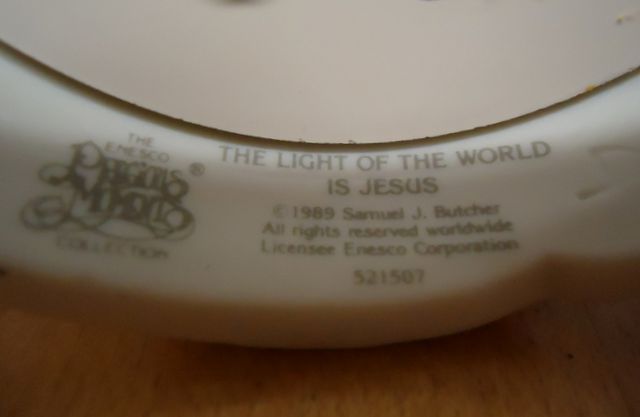 THE
ENESCO
Precious
Moments®
COLLECTION
THE LIGHT OF THE WORLD
IS JESUS
© 1989 Samuel J. Butcher
All rights reserved worldwide
Licensee Enesco Corporation
521507